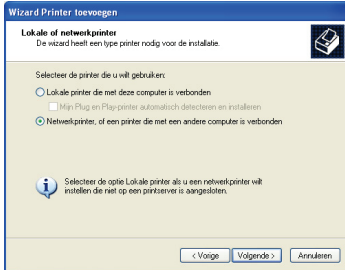 Wizard Printer toevoegen
Lokale of netwerkprinter
De wizard heeft een type printer nodig voor de installatie.
Selecteer de printer die u wilt gebruiken:
Lokale printer die met deze computer is verbonden
Mijn Plug en Play-printer automatisch detecteren en installeren
Netwerkprinter, of een printer die met een andere computer is verbonden
Selecteer de optie Lokale printer als u een netwerkprinter wilt
instellen die niet op een printserver is aangesloten.
< Vorige Volgende > Annuleren